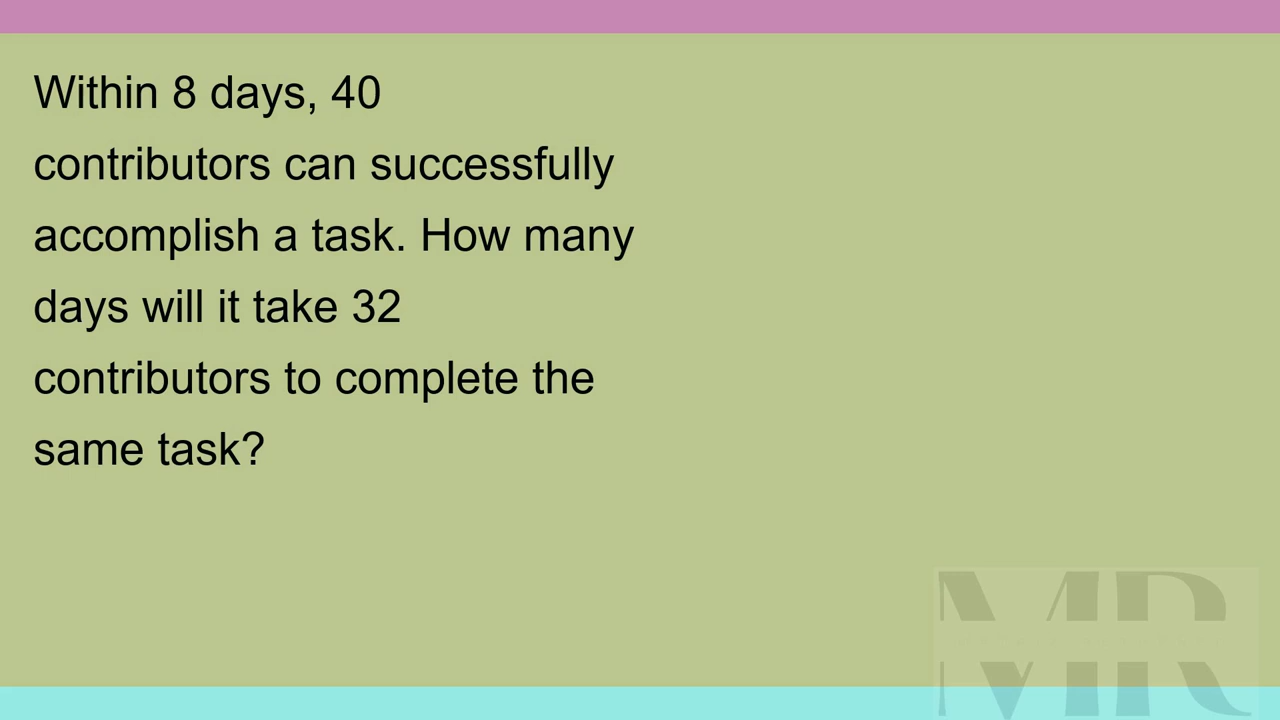 Within 8 days, 40
contributors can successfully
accomplish a task. How many
days will it take 32
contributors to complete the
same task?
MR